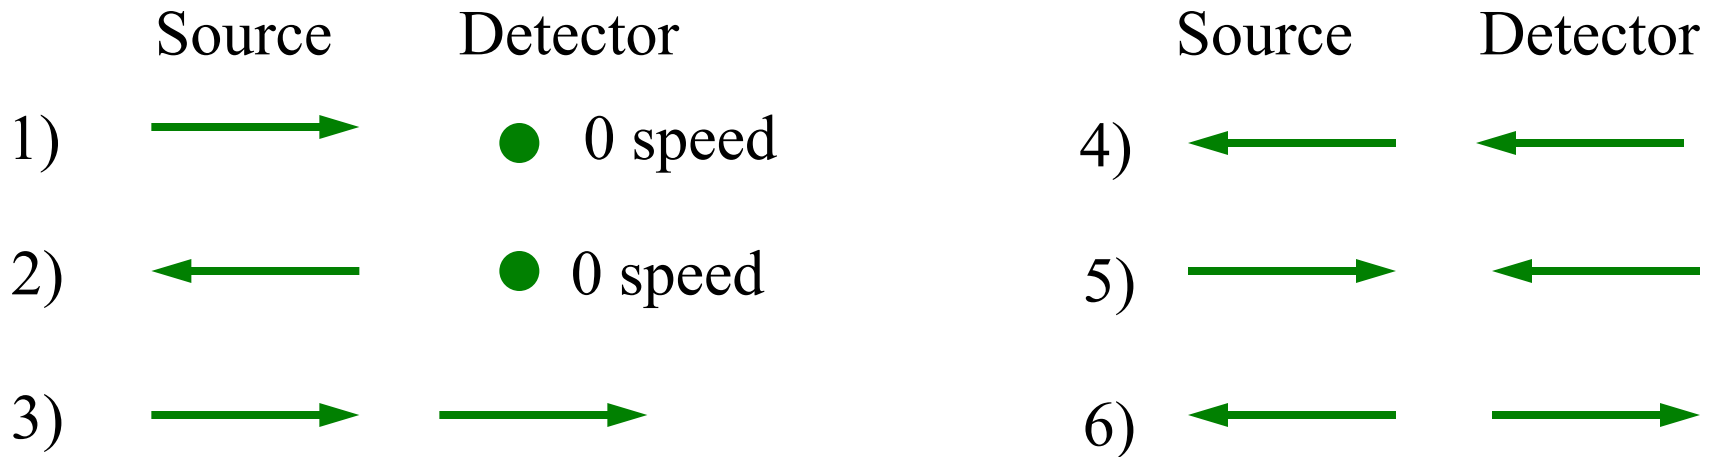 Source Detector
1) 0 speed
2) 0 speed
3)
Source Detector
4)
5)
6)